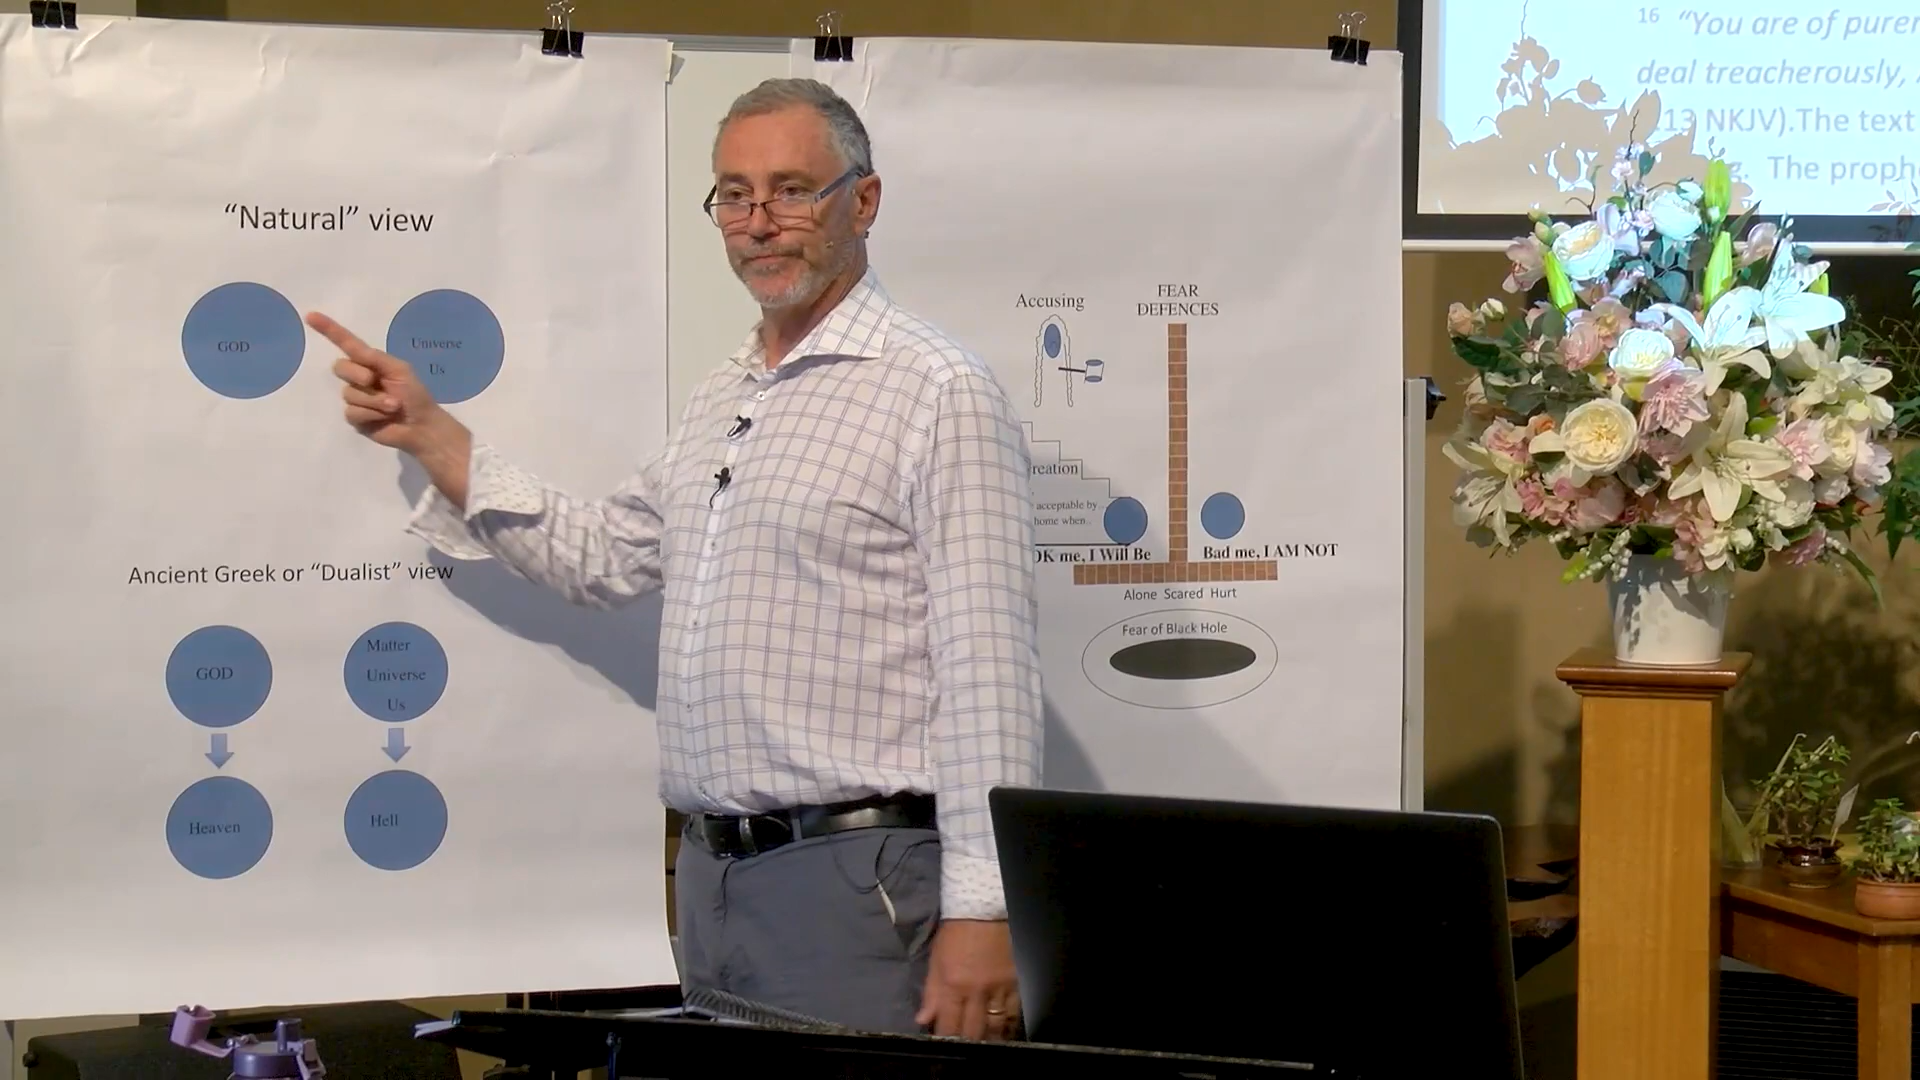 “Natural” view
GOD
Universe
Us
Ancient Greek or “Dualist” view
GOD
Matter
Universe
Us
Heaven
Hell
Accusing
FEAR
DEFENCES
reation
acceptable by..
home when..
OK me, I Will Be
Bad me, I AM NOT
Alone Scared Hurt
Fear of Black Hole
16 “You are of purer
deal treacherously,
13 NKJV).The text
g. The prophe